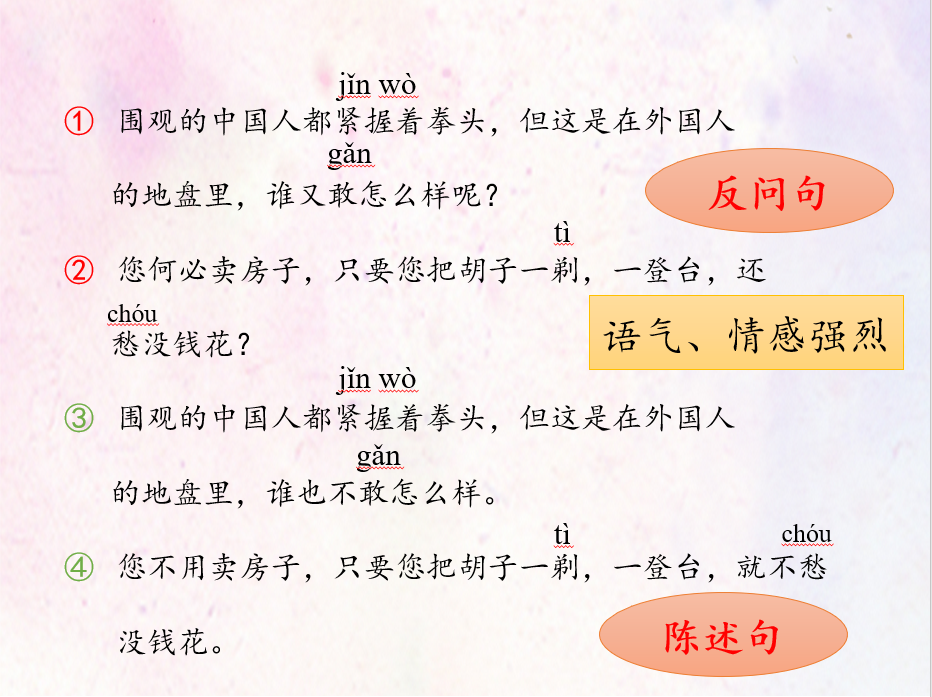 jǐn wò
① 围观的中国人都紧握着拳头，但这是在外国人
gǎn
的地盘里，谁又敢怎么样呢？
反问句
tì
② 您何必卖房子，只要您把胡子一剃，一登台，还
chóu
愁没钱花？
语气、情感强烈
jǐn wò
③ 围观的中国人都紧握着拳头，但这是在外国人
gǎn
的地盘里，谁也不敢怎么样。
tì chóu
④ 您不用卖房子，只要您把胡子一剃，一登台，就不愁
没钱花。
陈述句